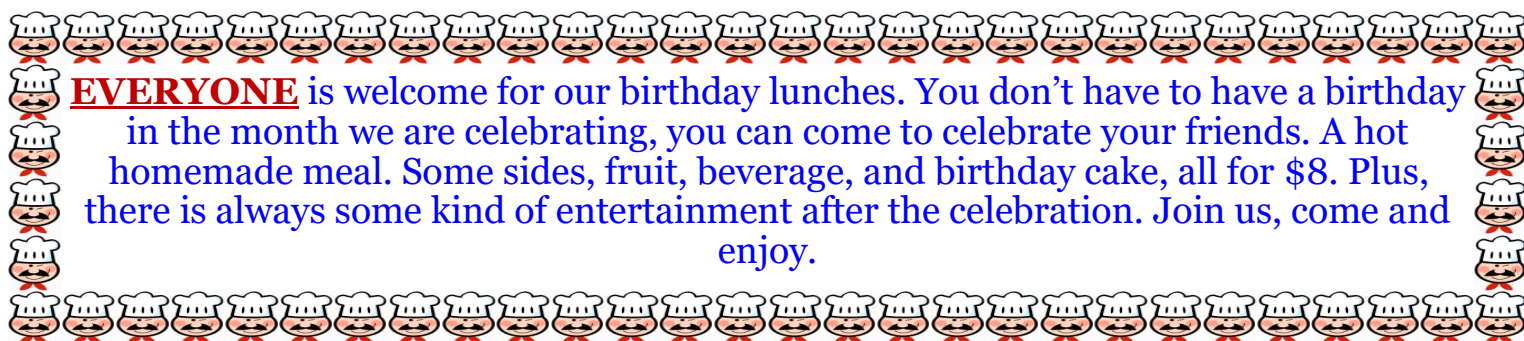 EVERYONE is welcome for our birthday lunches. You don’t have to have a birthday
in the month we are celebrating, you can come to celebrate your friends. A hot
homemade meal. Some sides, fruit, beverage, and birthday cake, all for $8. Plus,
there is always some kind of entertainment after the celebration. Join us, come and
enjoy.